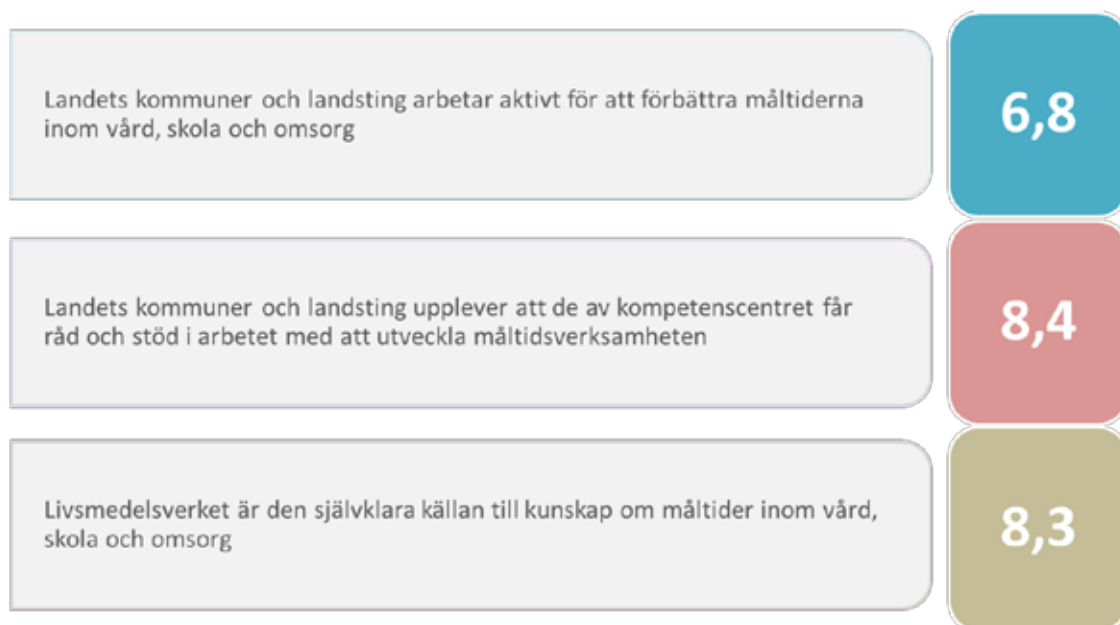 Landets kommuner och landsting arbetar aktivt för att förbättra måltiderna
inom vård, skola och omsorg
6,8
Landets kommuner och landsting upplever att de av kompetenscentret får
råd och stöd i arbetet med att utveckla måltidsverksamheten
8,4
Livsmedelsverket är den självklara källan till kunskap om måltider inom vård,
skola och omsorg
8,3